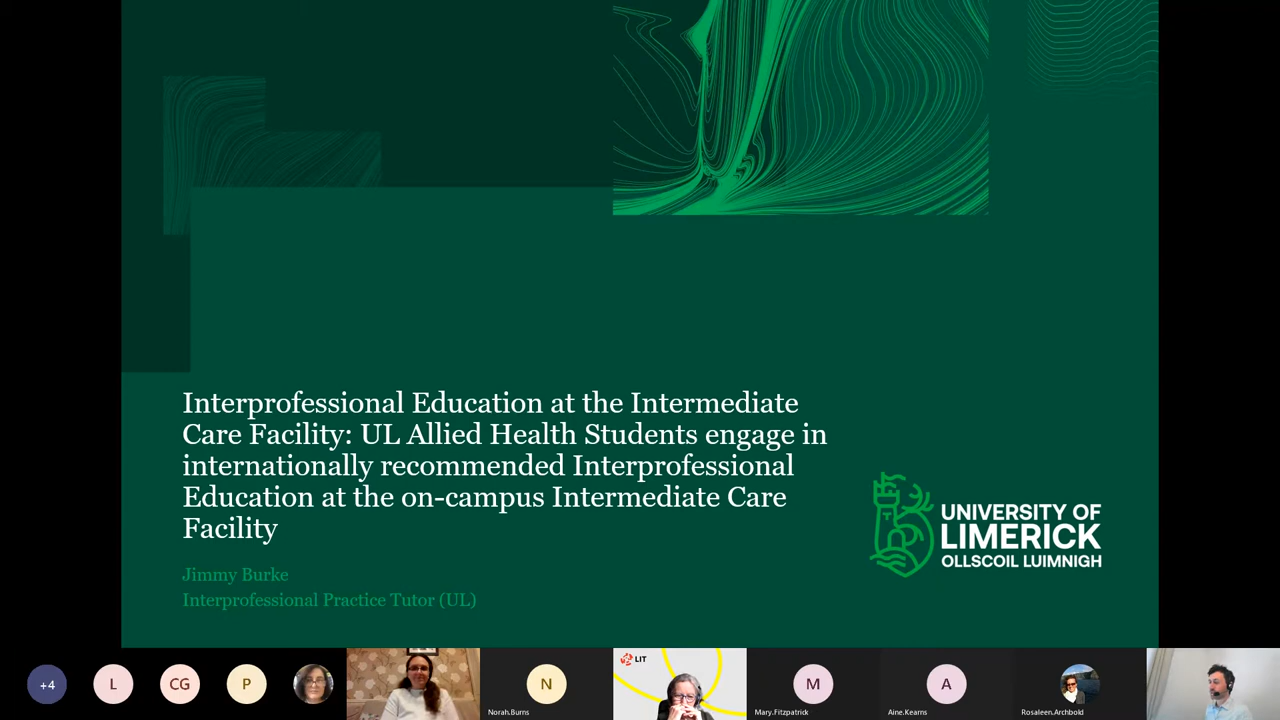 Interprofessional Education at the Intermediate
Care Facility: UL Allied Health Students engage in
internationally recommended Interprofessional
Education at the on-campus Intermediate Care
Facility
Jimmy Burke
Interprofessional Practice Tutor (UL)
UNIVERSITY OF
LIMERICK
OLLSCOIL LUIMNIGH
+4
L
CG
P
N
Norah.Burns
LIT
M
Mary.Fitzpatrick
A
Aine.Kearns
Rosaleen.Archbold